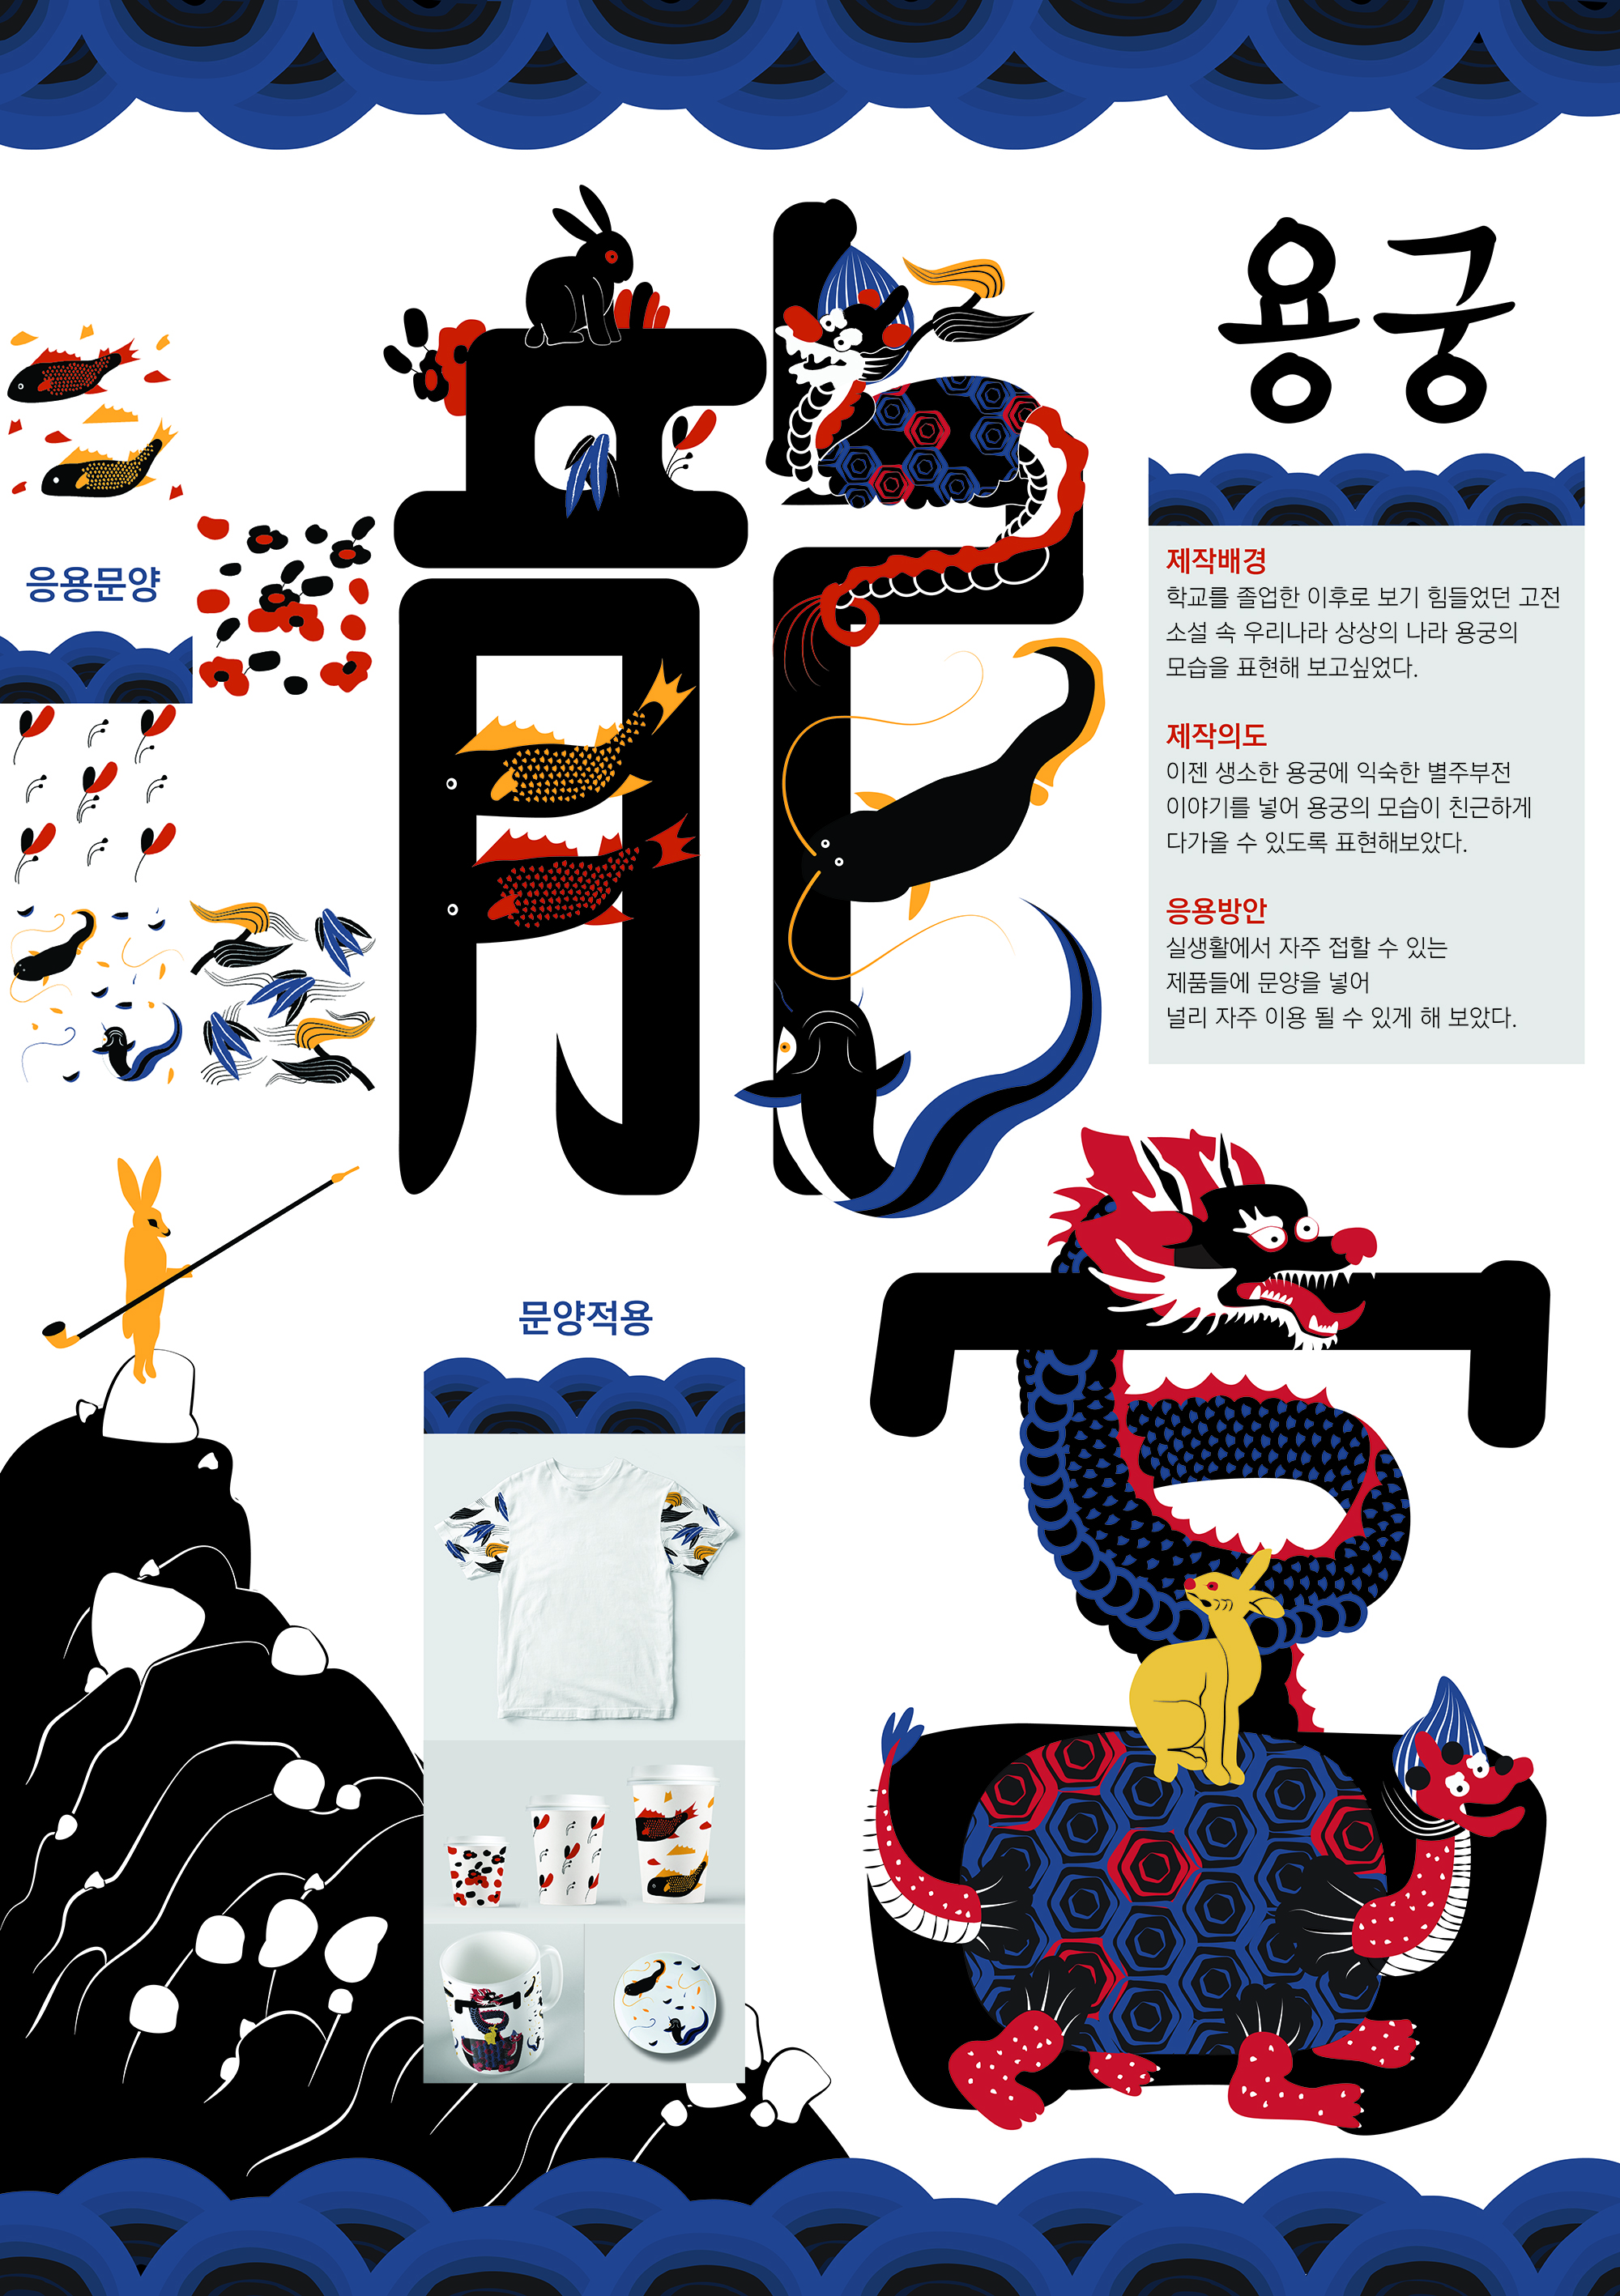 龍
宮
용궁
제작배경
학교를 졸업한 이후로 보기 힘들었던 고전
소설 속 우리나라 상상의 나라 용궁의
모습을 표현해 보고싶었다.
제작의도
이젠 생소한 용궁에 익숙한 별주부전
이야기를 넣어 용궁의 모습이 친근하게
다가올 수 있도록 표현해보았다.
응용방안
실생활에서 자주 접할 수 있는
제품들에 문양을 넣어
널리 자주 이용 될 수 있게 해 보았다.
응용문양
문양적용